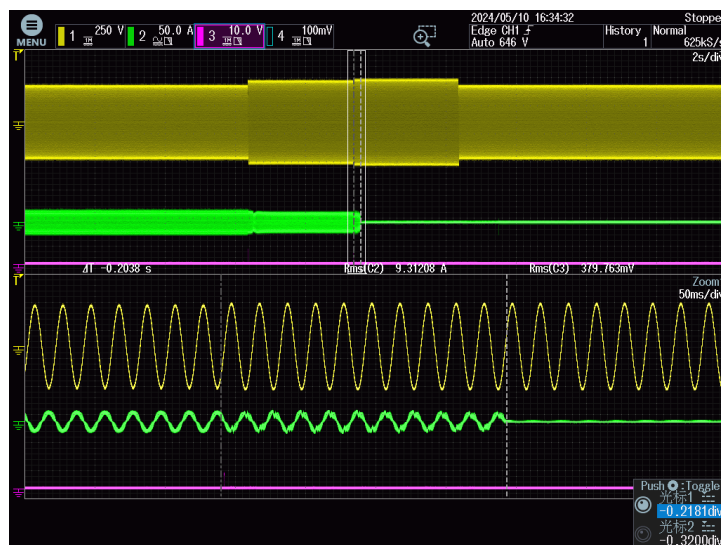 2024/05/10 16:34:32 Stoppe
MENU
1 250 V
2 50.0 A
3 10.0 V
4 100mV
Edge CH1
Auto 646 V
History
1
Normal
625kS/s
2s/div
T
ΔT -0.2038 s Rms(C2) 9.31208 A Rms(C3) 379.763mV
T
Zoom1
50ms/div
Push :Toggle
光标1
-0.2181div
光标2
-0.3200div